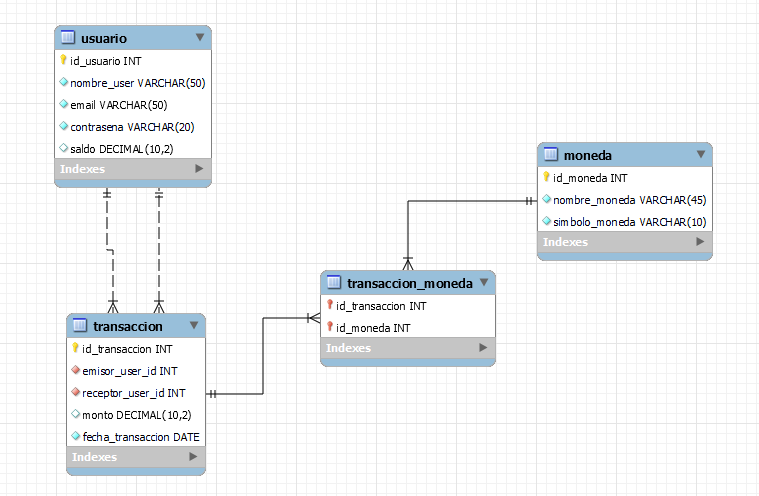 usuario
id_usuario INT
nombre_user VARCHAR(50)
email VARCHAR(50)
contrasena VARCHAR(20)
saldo DECIMAL(10,2)
Indexes
moneda
id_moneda INT
nombre_moneda VARCHAR(45)
simbolo_moneda VARCHAR(10)
Indexes
transaccion_moneda
id_transaccion INT
id_moneda INT
Indexes
transaccion
id_transaccion INT
emisor_user_id INT
receptor_user_id INT
monto DECIMAL(10,2)
fecha_transaccion DATE
Indexes